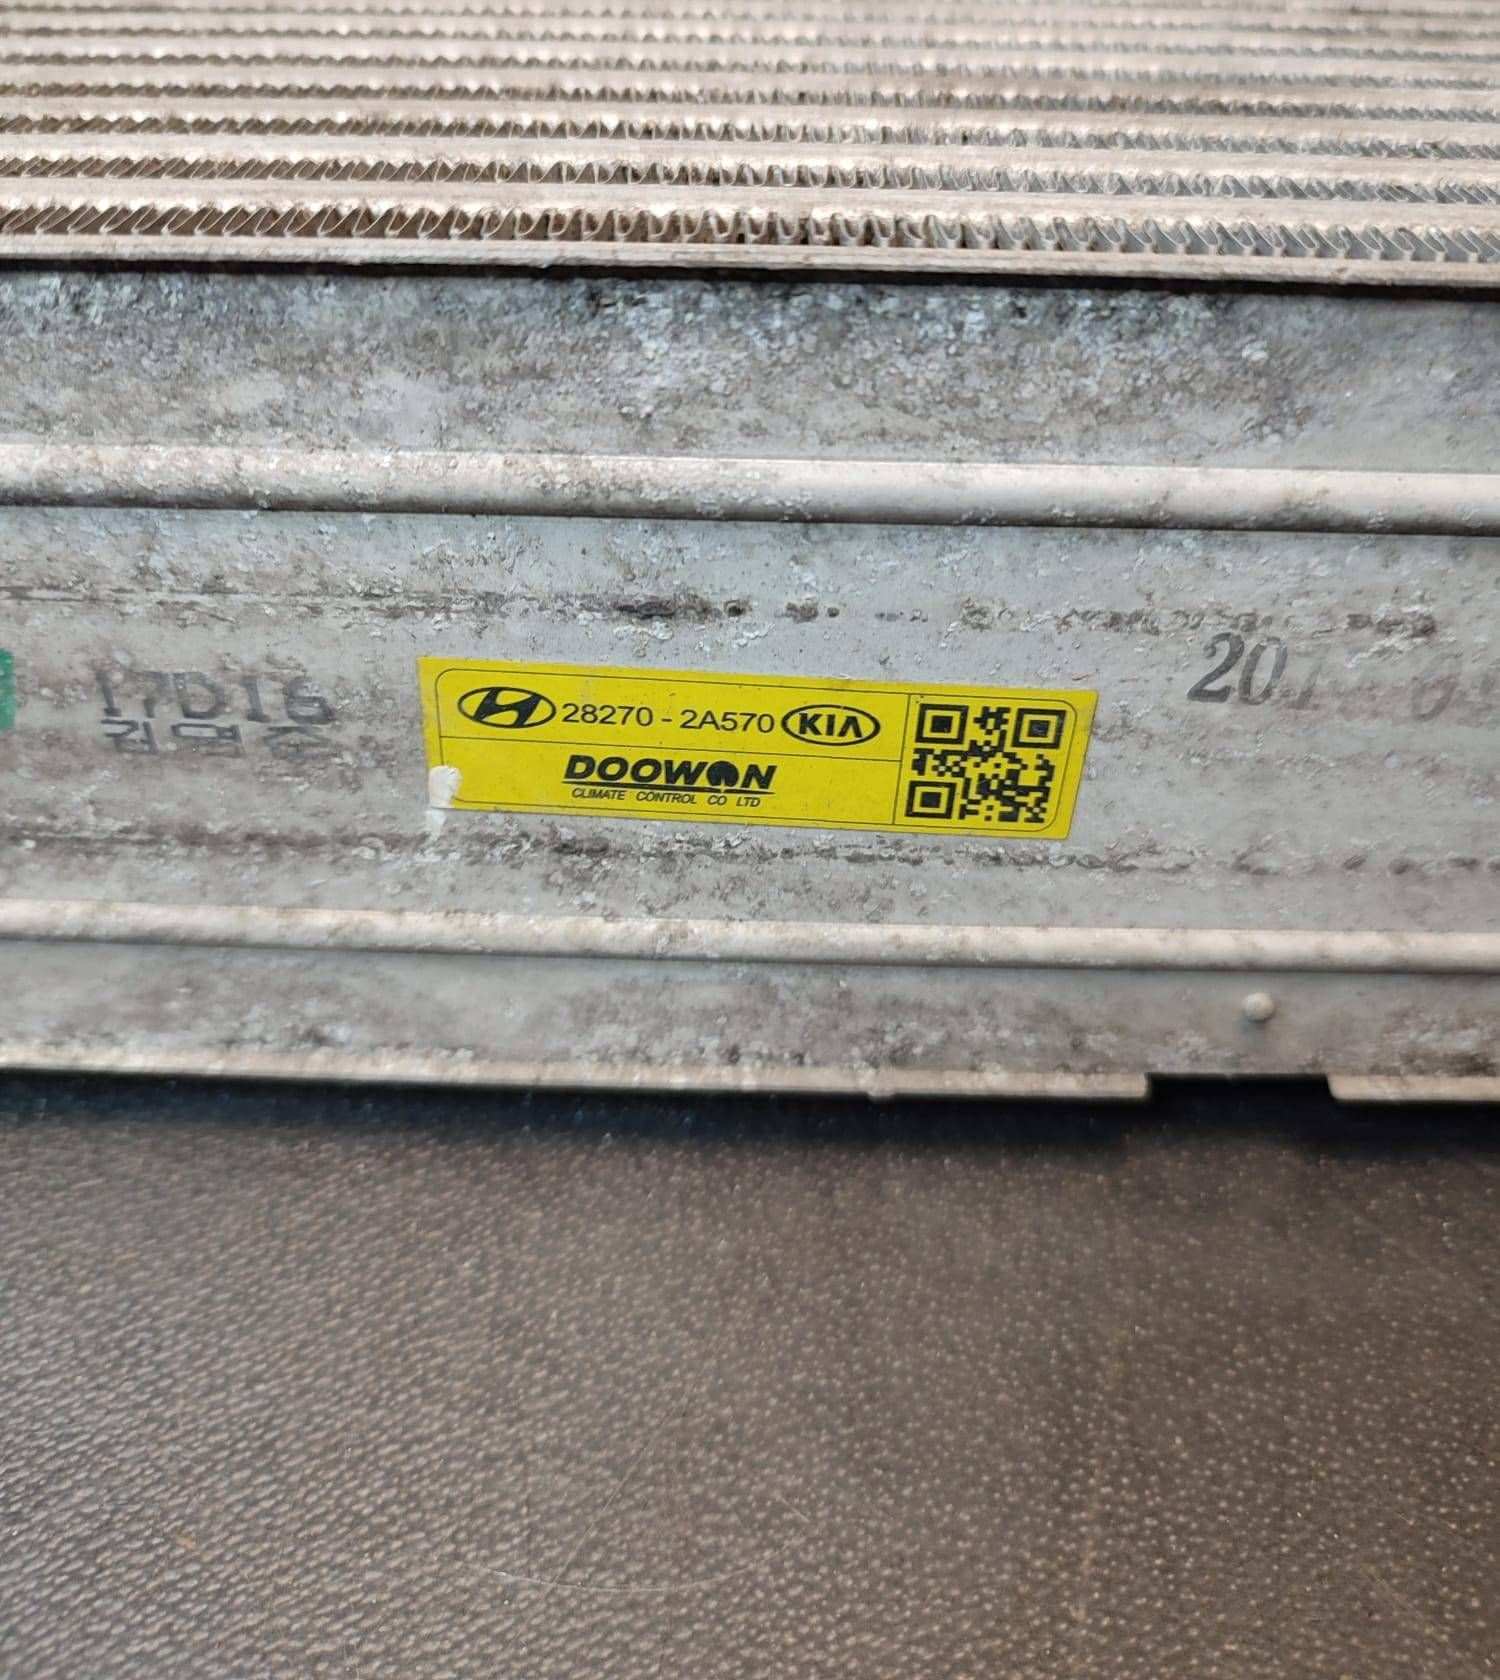 17D16
28270 - 2A570 KIA
DOOWON
CLIMATE CONTROL CO LTD